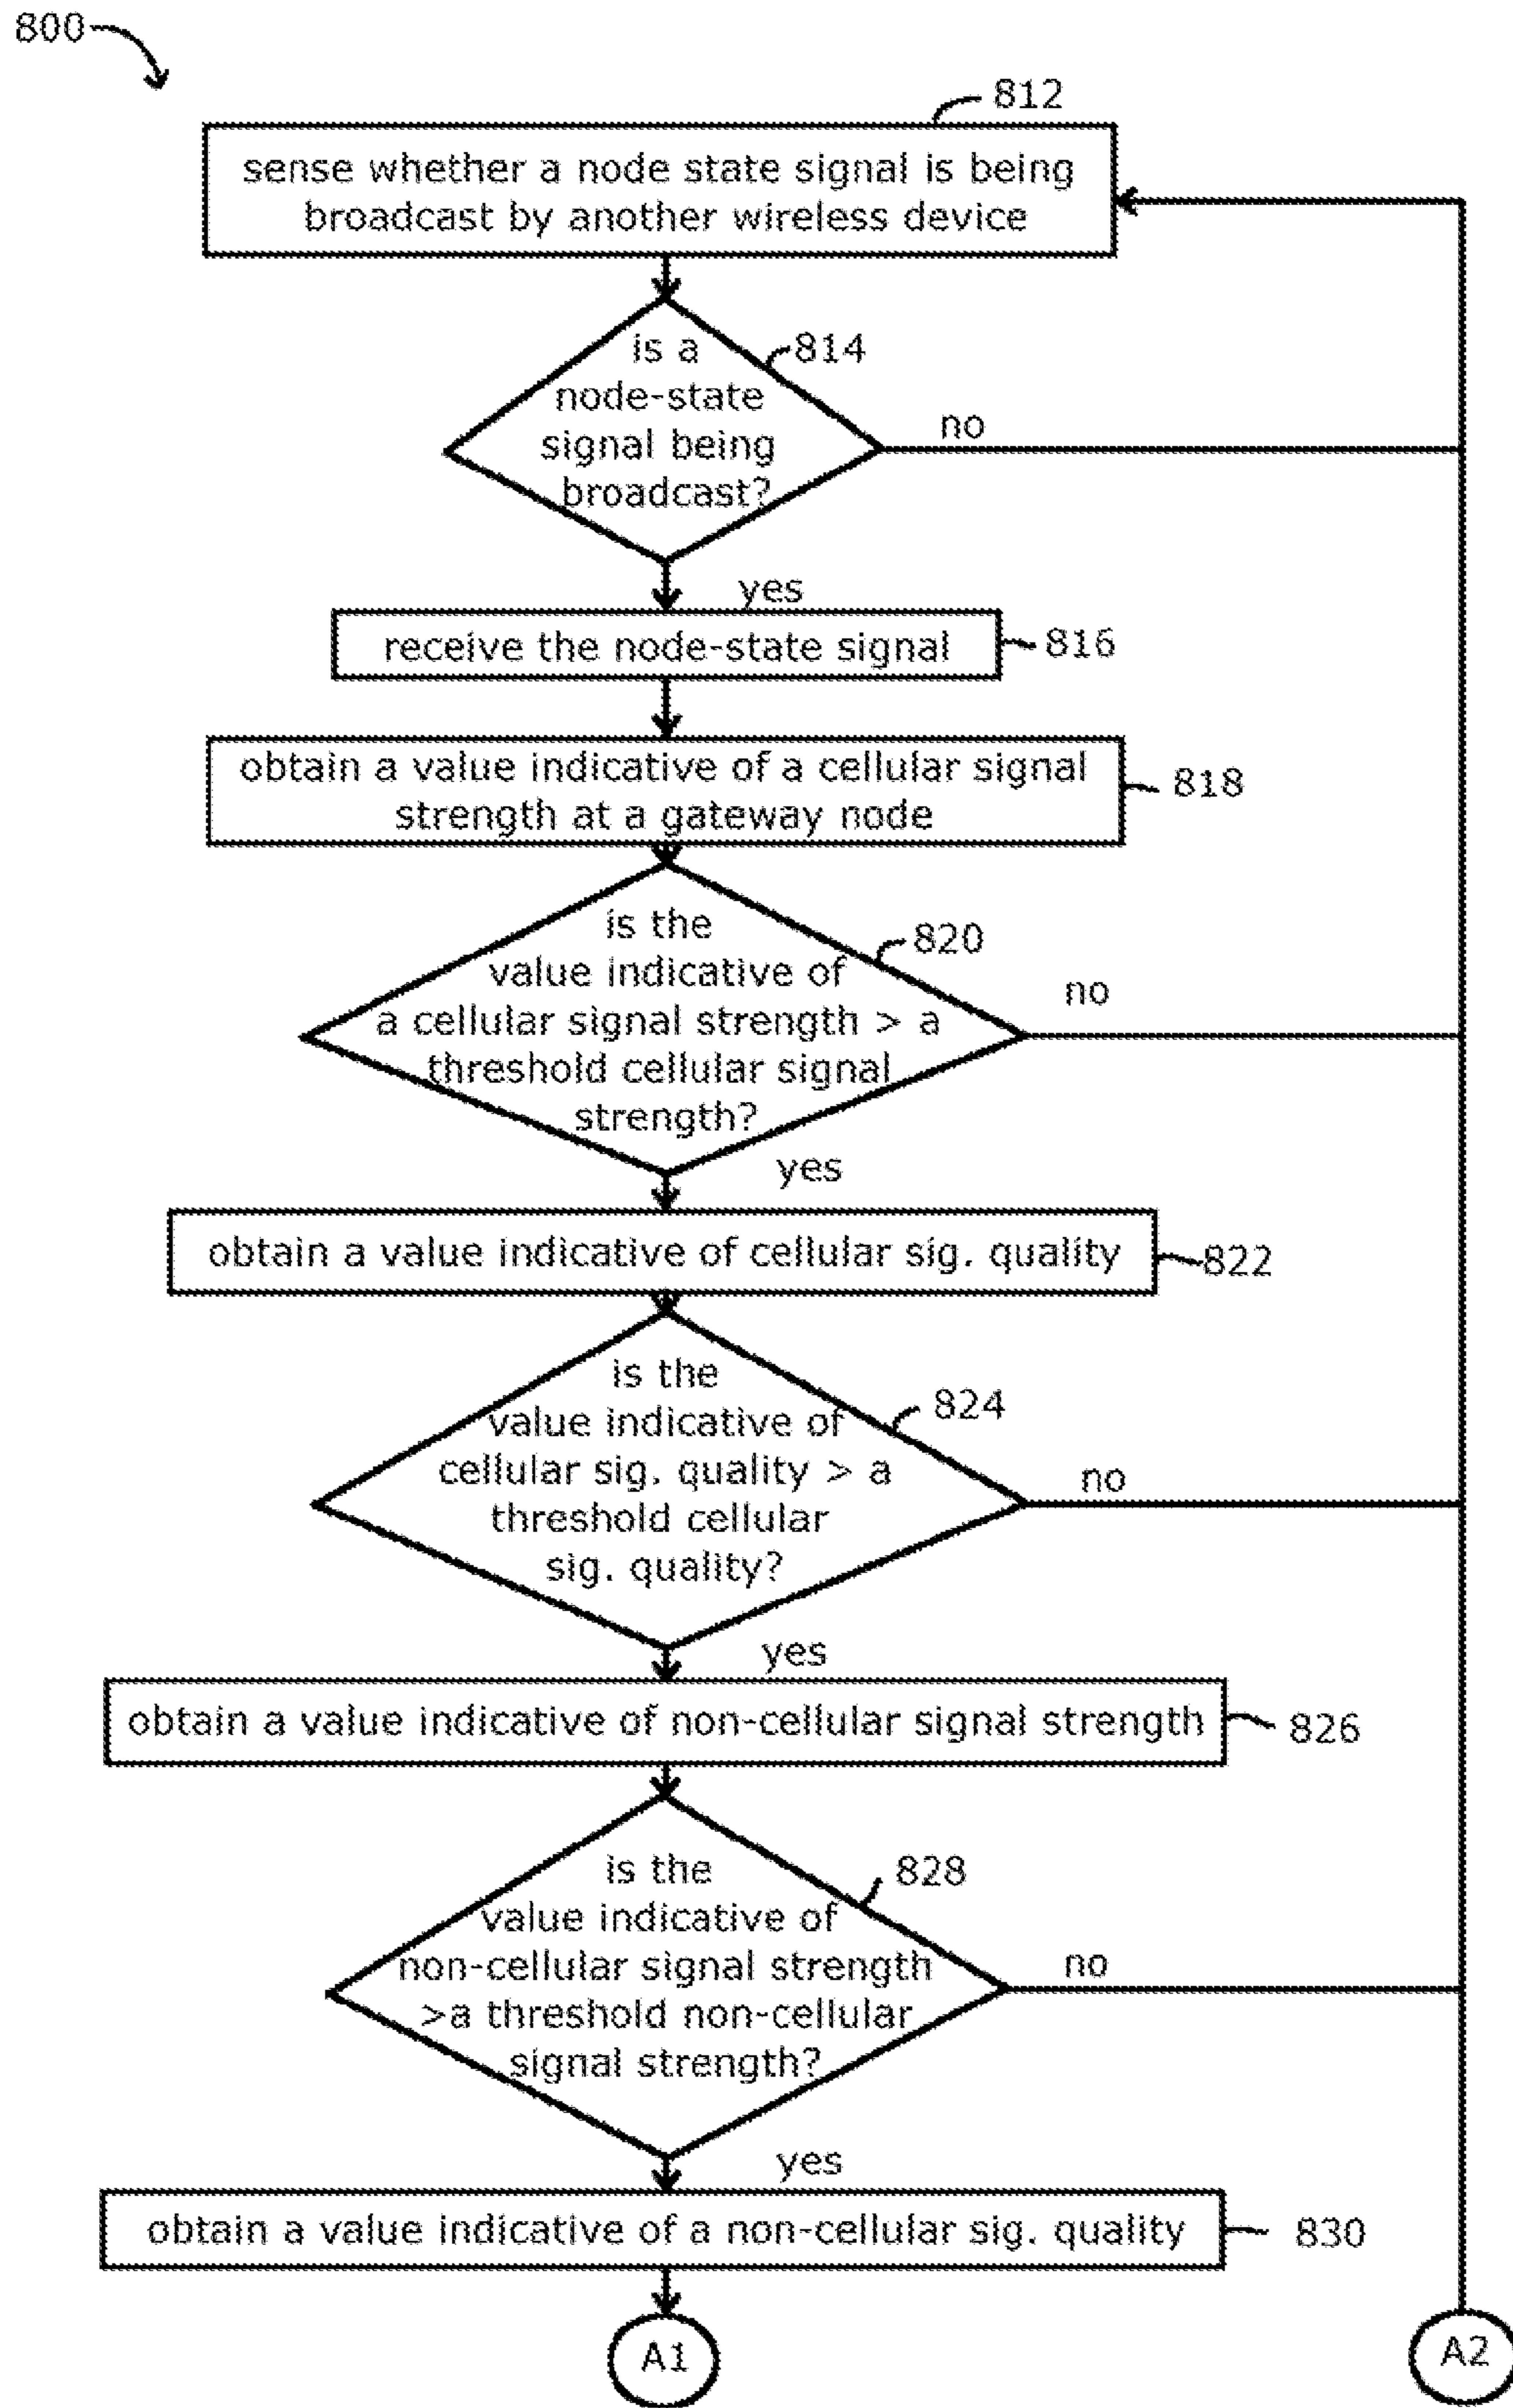 800
812
sense whether a node state signal is being
broadcast by another wireless device
is a
814
node-state
no
signal being
broadcast?
yes
receive the node-state signal
816
obtain a value indicative of a cellular signal
strength at a gateway node
818
is the
820
value indicative of
no
a cellular signal strength > a
threshold cellular signal
strength?
yes
obtain a value indicative of cellular sig. quality
822
is the
824
value indicative of
cellular sig. quality > a
no
threshold cellular
sig. quality?
yes
obtain a value indicative of non-cellular signal strength
826
is the
828
value indicative of
non-cellular signal strength
no
>a threshold non-cellular
signal strength?
yes
obtain a value indicative of a non-cellular sig. quality
830
A1
A2